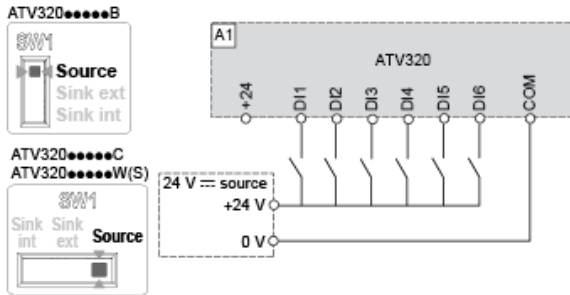 ATV320●●●●●B
SW1
Source
Sink ext
Sink int
ATV320●●●●●C
ATV320●●●●●W(S)
SW1
Sink int
Sink ext
Source
A1
ATV320
+24
DI1
DI2
DI3
DI4
DI5
DI6
COM
24 V ⎓ source
+24 V
0 V